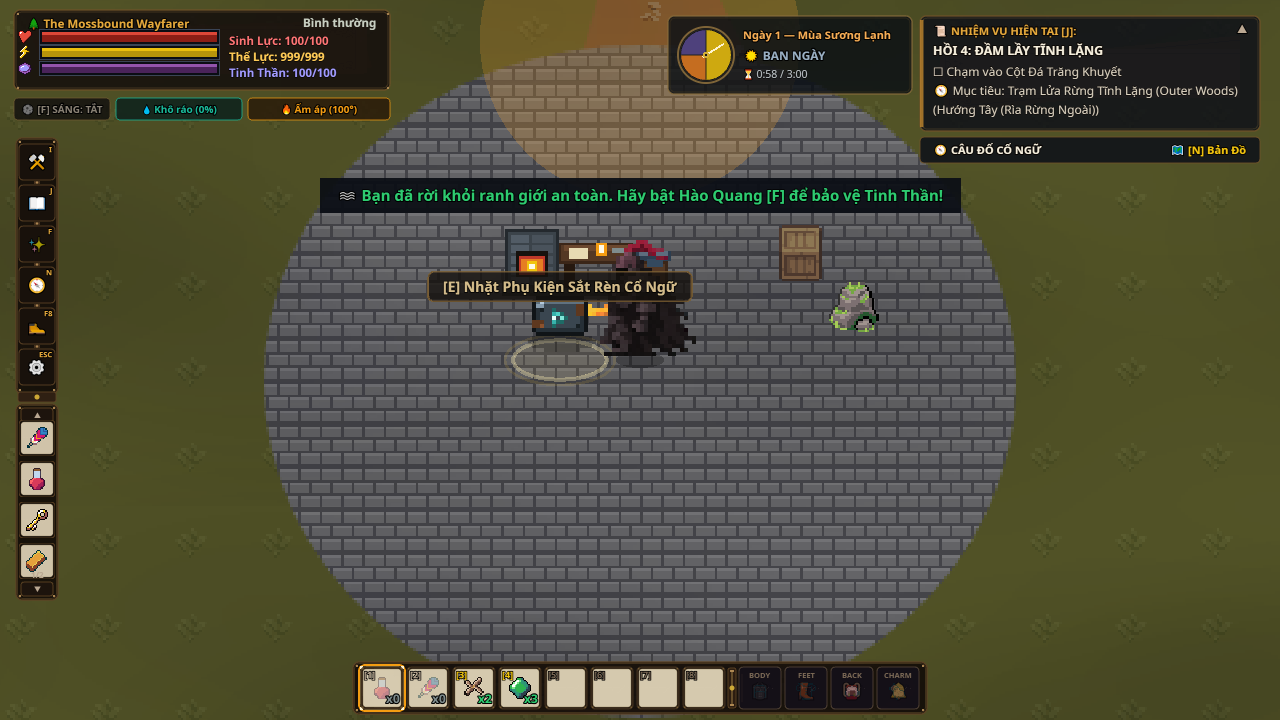 The Mossbound Wayfarer
Bình thường
Sinh Lực: 100/100
Thể Lực: 999/999
Tinh Thần: 100/100
[F] SÁNG: TẮT
Khô ráo (0%)
Ấm áp (100°)
Ngày 1 — Mùa Sương Lạnh
BAN NGÀY
0:58 / 3:00
NHIỆM VỤ HIỆN TẠI [J]:
HỒI 4: ĐẦM LẦY TĨNH LẶNG
Chạm vào Cột Đá Trăng Khuyết
Mục tiêu: Trạm Lửa Rừng Tĩnh Lặng (Outer Woods)
(Hướng Tây (Rìa Rừng Ngoài))
CÂU ĐỐ CỔ NGỮ
[N] Bản Đồ
Bạn đã rời khỏi ranh giới an toàn. Hãy bật Hào Quang [F] để bảo vệ Tinh Thần!
[E] Nhặt Phụ Kiện Sắt Rèn Cổ Ngữ
I
J
F
N
F8
ESC
[1]
x0
[2]
x0
[3]
x2
[4]
x3
[5]
[6]
[7]
[8]
BODY
FEET
BACK
CHARM